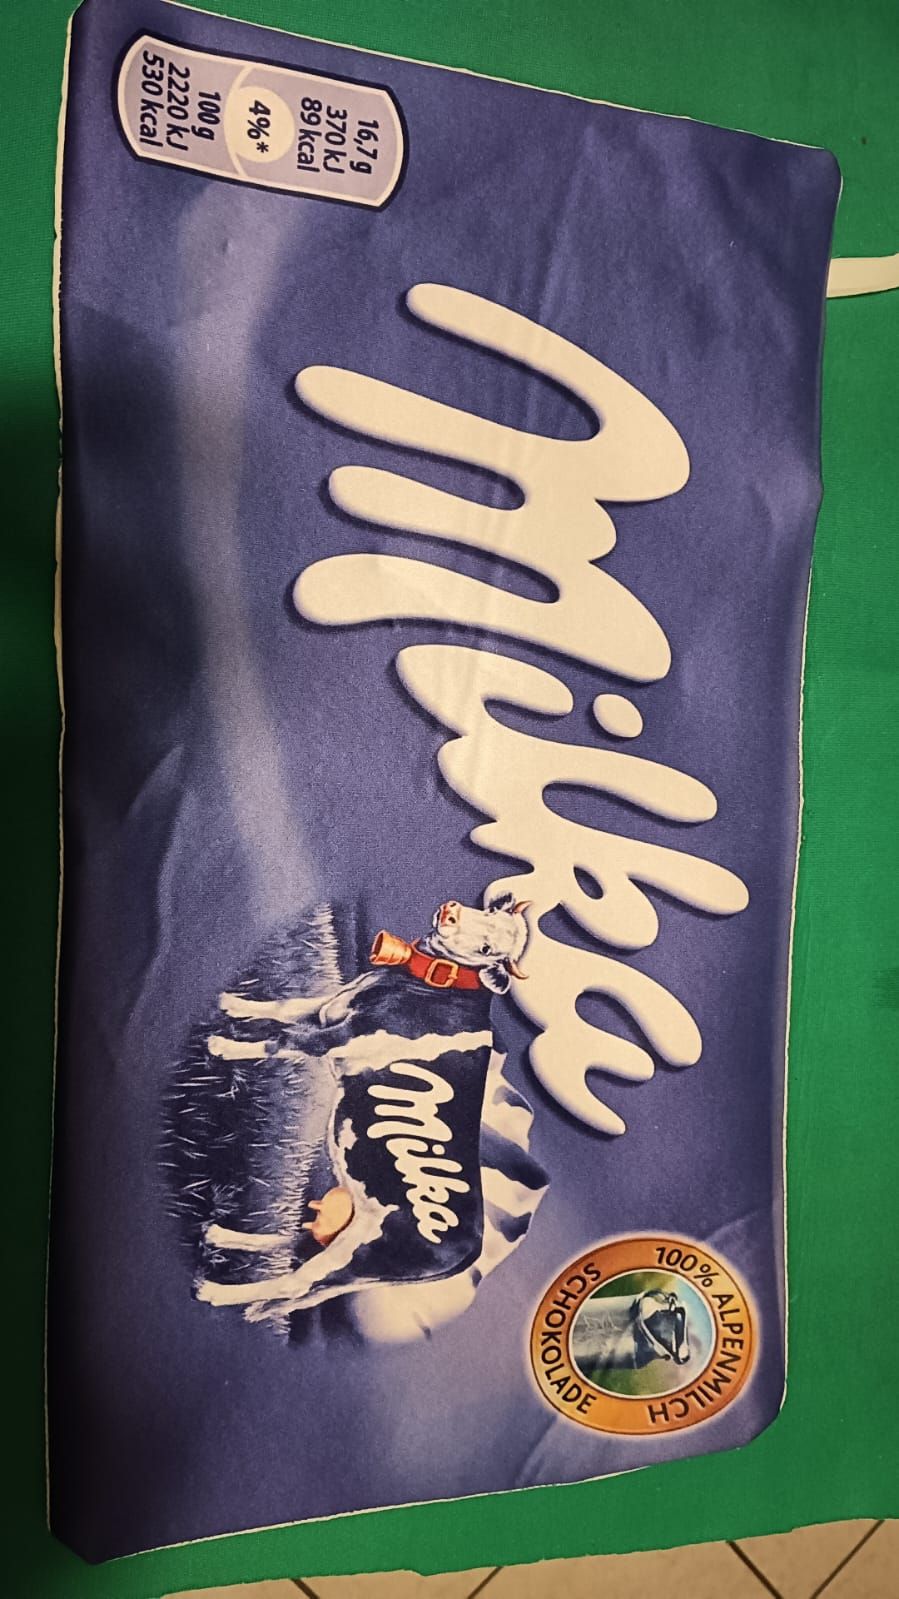 16,7 g
370 kJ
89 kcal
4%*
100 g
2220 kJ
530 kcal
Milka
Milka
100% ALPENMILCH
SCHOKOLADE